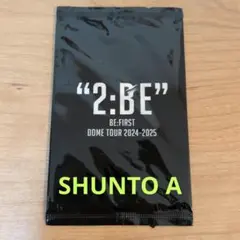 "2:BE"
BE:FIRST
DOME TOUR 2024-2025
SHUNTO A